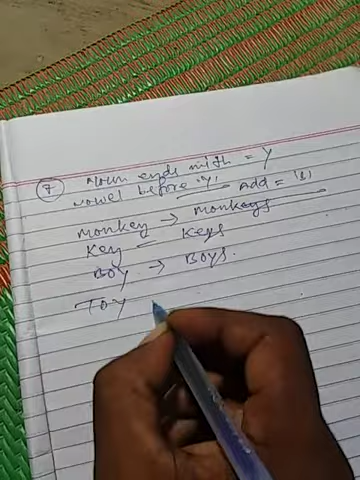 7 Noun ends with = y
vowel before 'y' Add = 's'
Monkey → Monkeys
Key Keys
Boy → Boys.
Toy